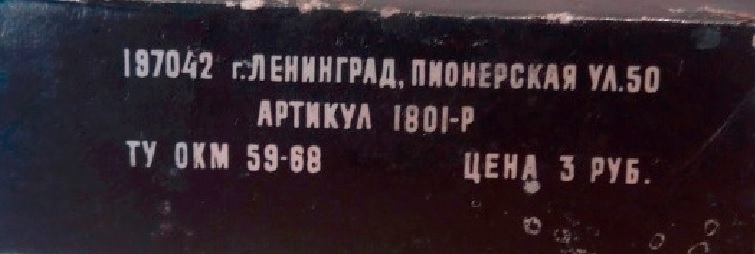 197042 г.ЛЕНИНГРАД, ПИОНЕРСКАЯ УЛ.50
АРТИКУЛ 1801-Р
ТУ ОКМ 59-68 ЦЕНА 3 РУБ.